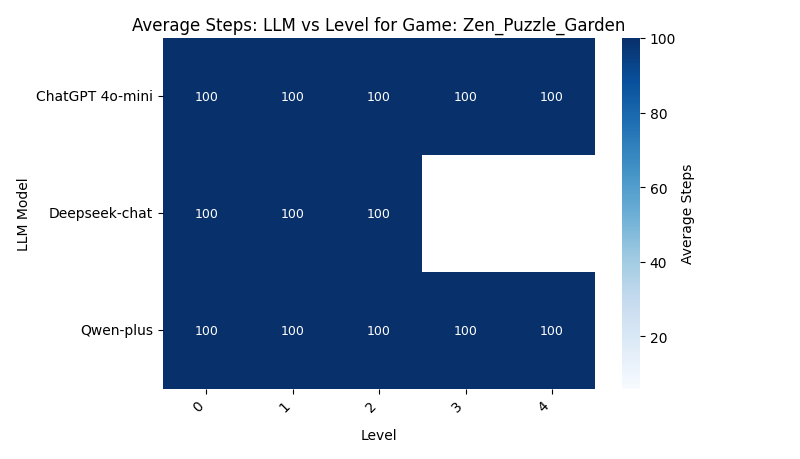 Average Steps: LLM vs Level for Game: Zen_Puzzle_Garden
ChatGPT 4o-mini
100 100 100 100 100
Deepseek-chat
100 100 100
Qwen-plus
100 100 100 100 100
LLM Model
0 1 2 3 4
Level
100
80
60
40
20
Average Steps